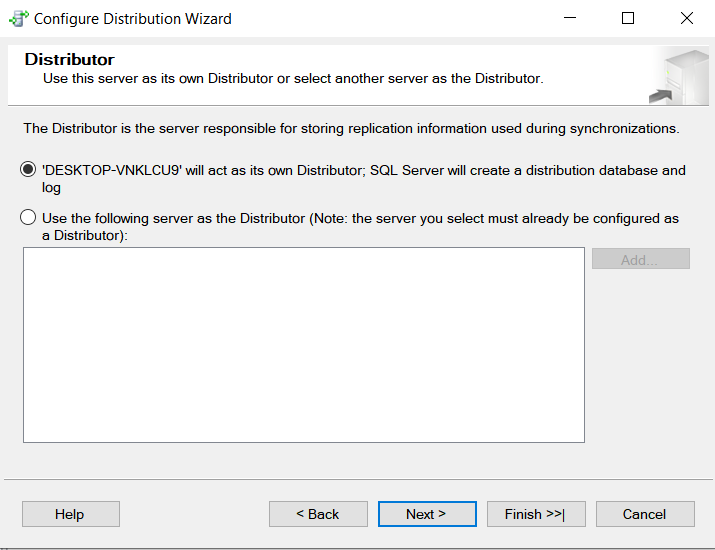 Configure Distribution Wizard
Distributor
Use this server as its own Distributor or select another server as the Distributor.
The Distributor is the server responsible for storing replication information used during synchronizations.
'DESKTOP-VNKLCU9' will act as its own Distributor; SQL Server will create a distribution database and
log
Use the following server as the Distributor (Note: the server you select must already be configured as
a Distributor):
Add...
Help
< Back
Next >
Finish >>|
Cancel